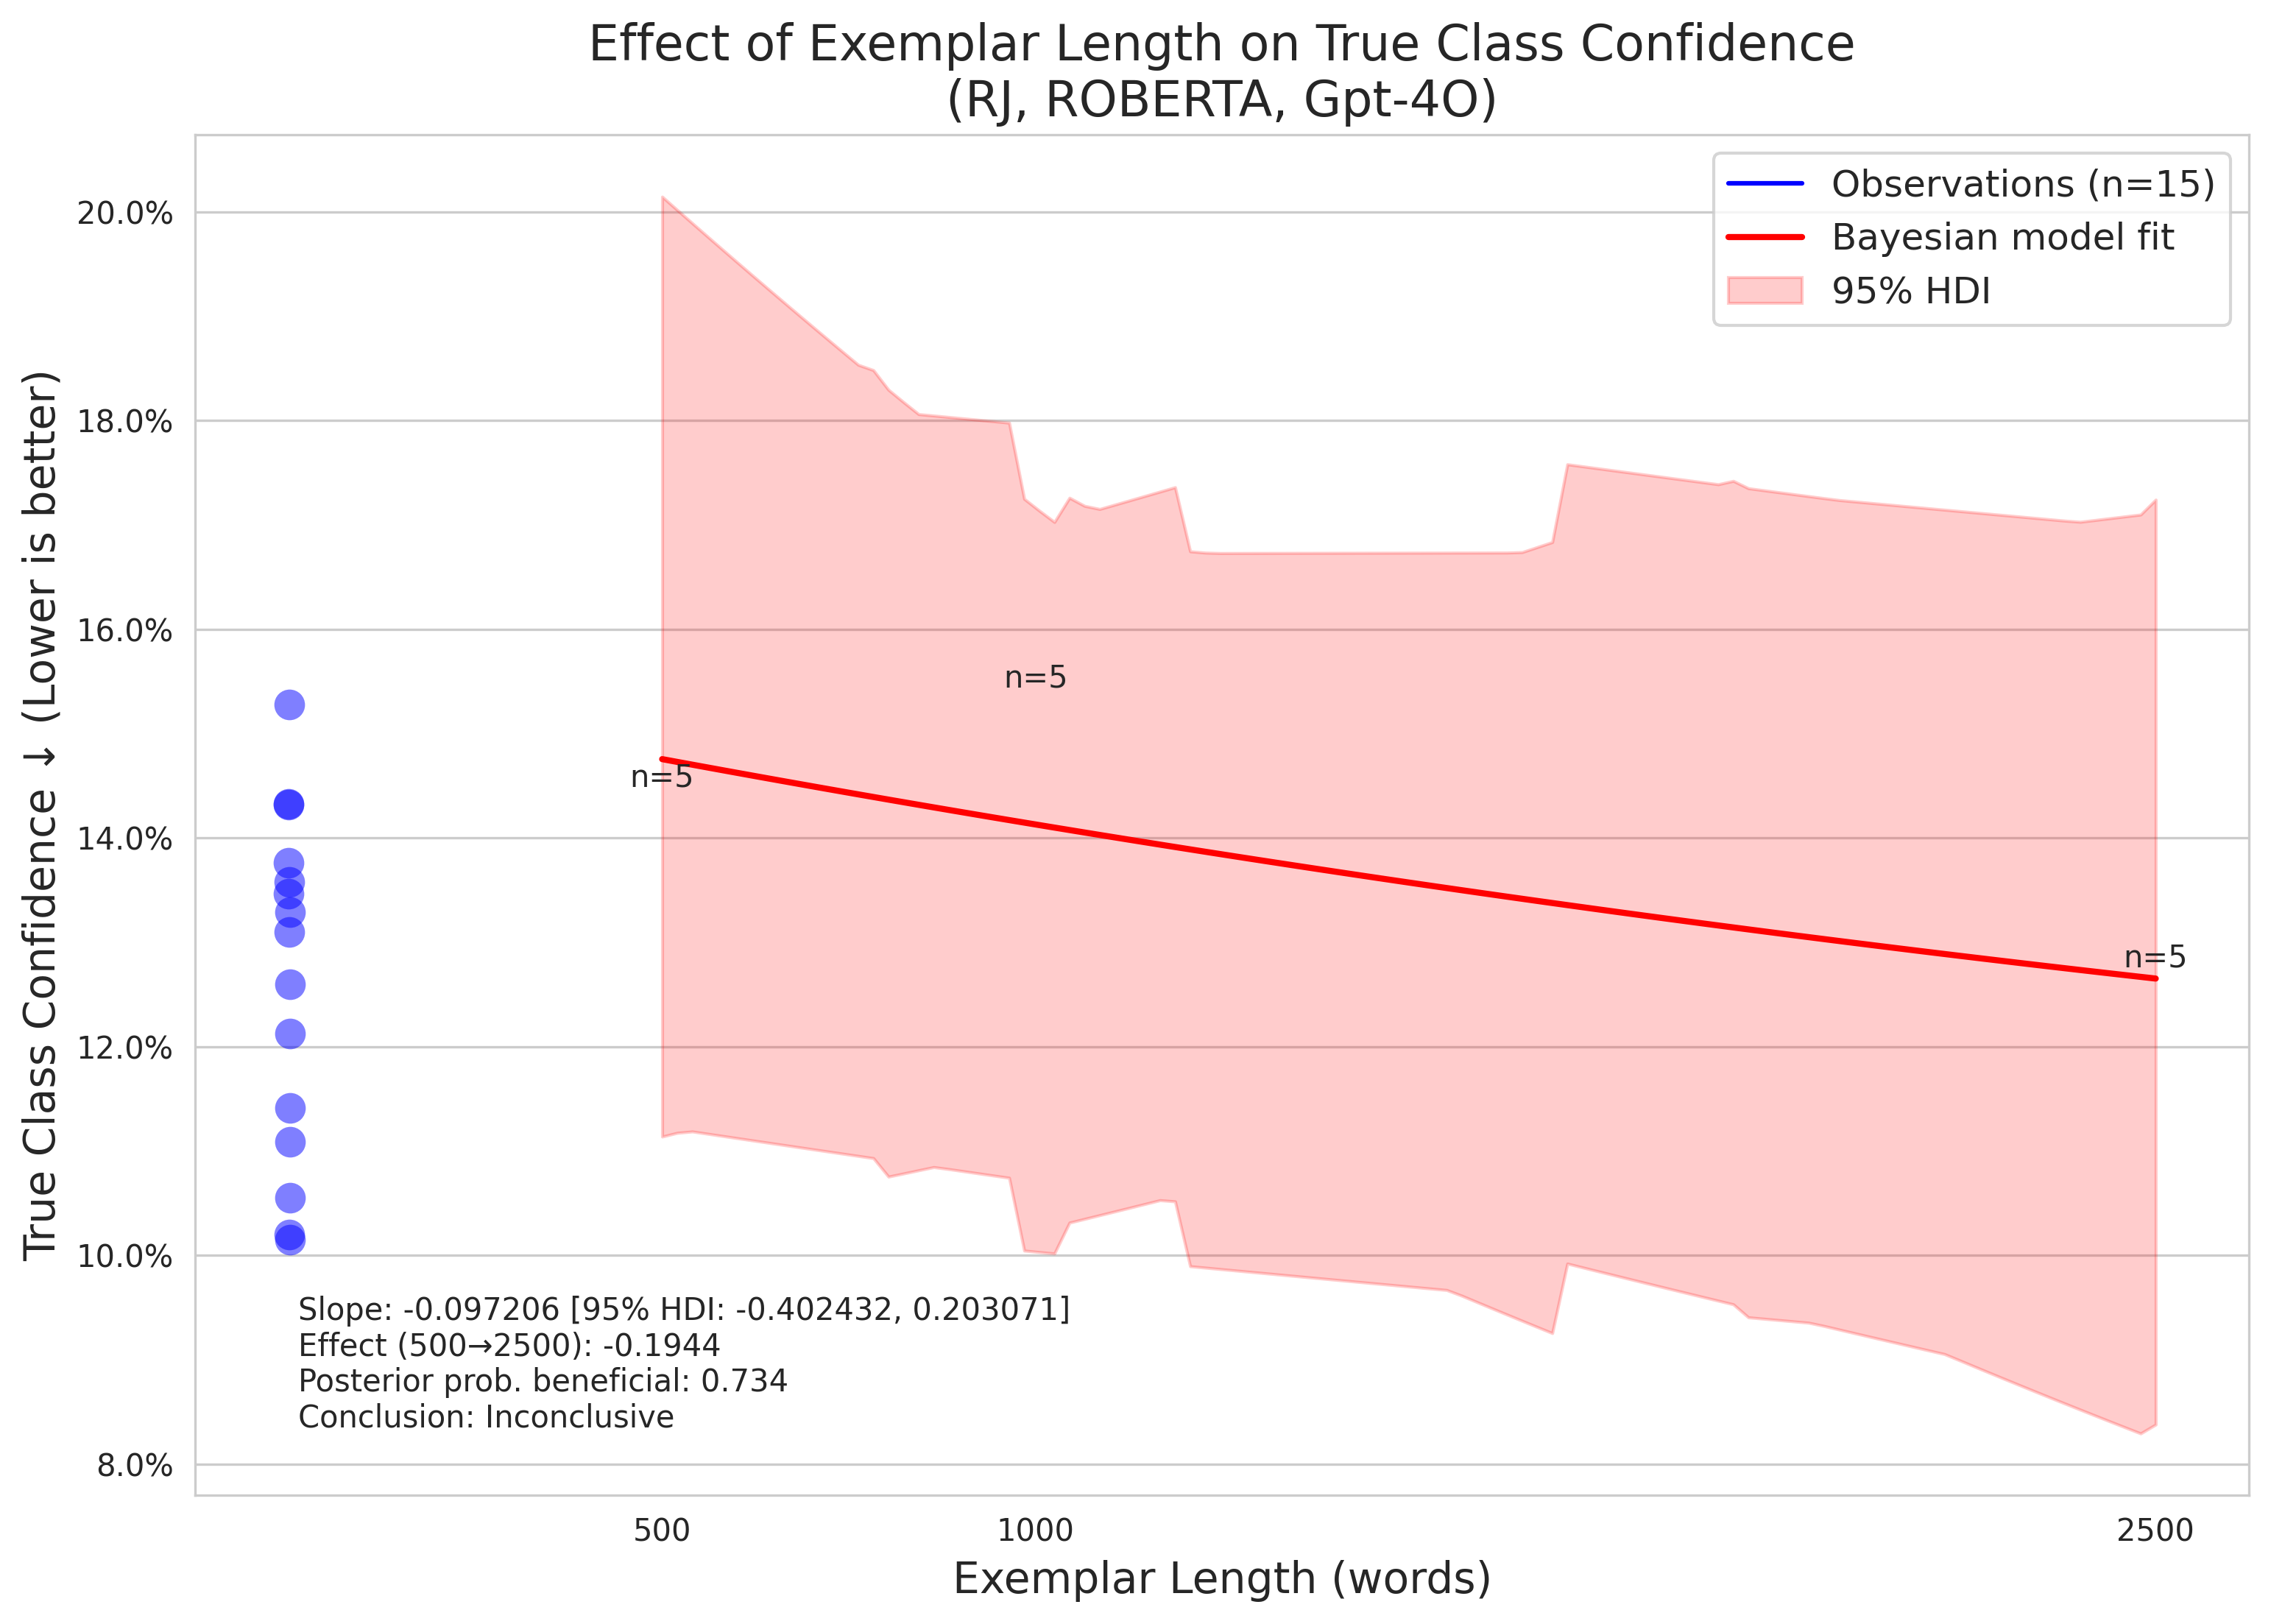 Effect of Exemplar Length on True Class Confidence
(RJ, ROBERTA, Gpt-4O)
Observations (n=15)
Bayesian model fit
95% HDI
True Class Confidence ↓ (Lower is better)
20.0%
18.0%
16.0%
14.0%
12.0%
10.0%
8.0%
n=5
n=5
n=5
Slope: -0.097206 [95% HDI: -0.402432, 0.203071]
Effect (500→2500): -0.1944
Posterior prob. beneficial: 0.734
Conclusion: Inconclusive
500
1000
2500
Exemplar Length (words)